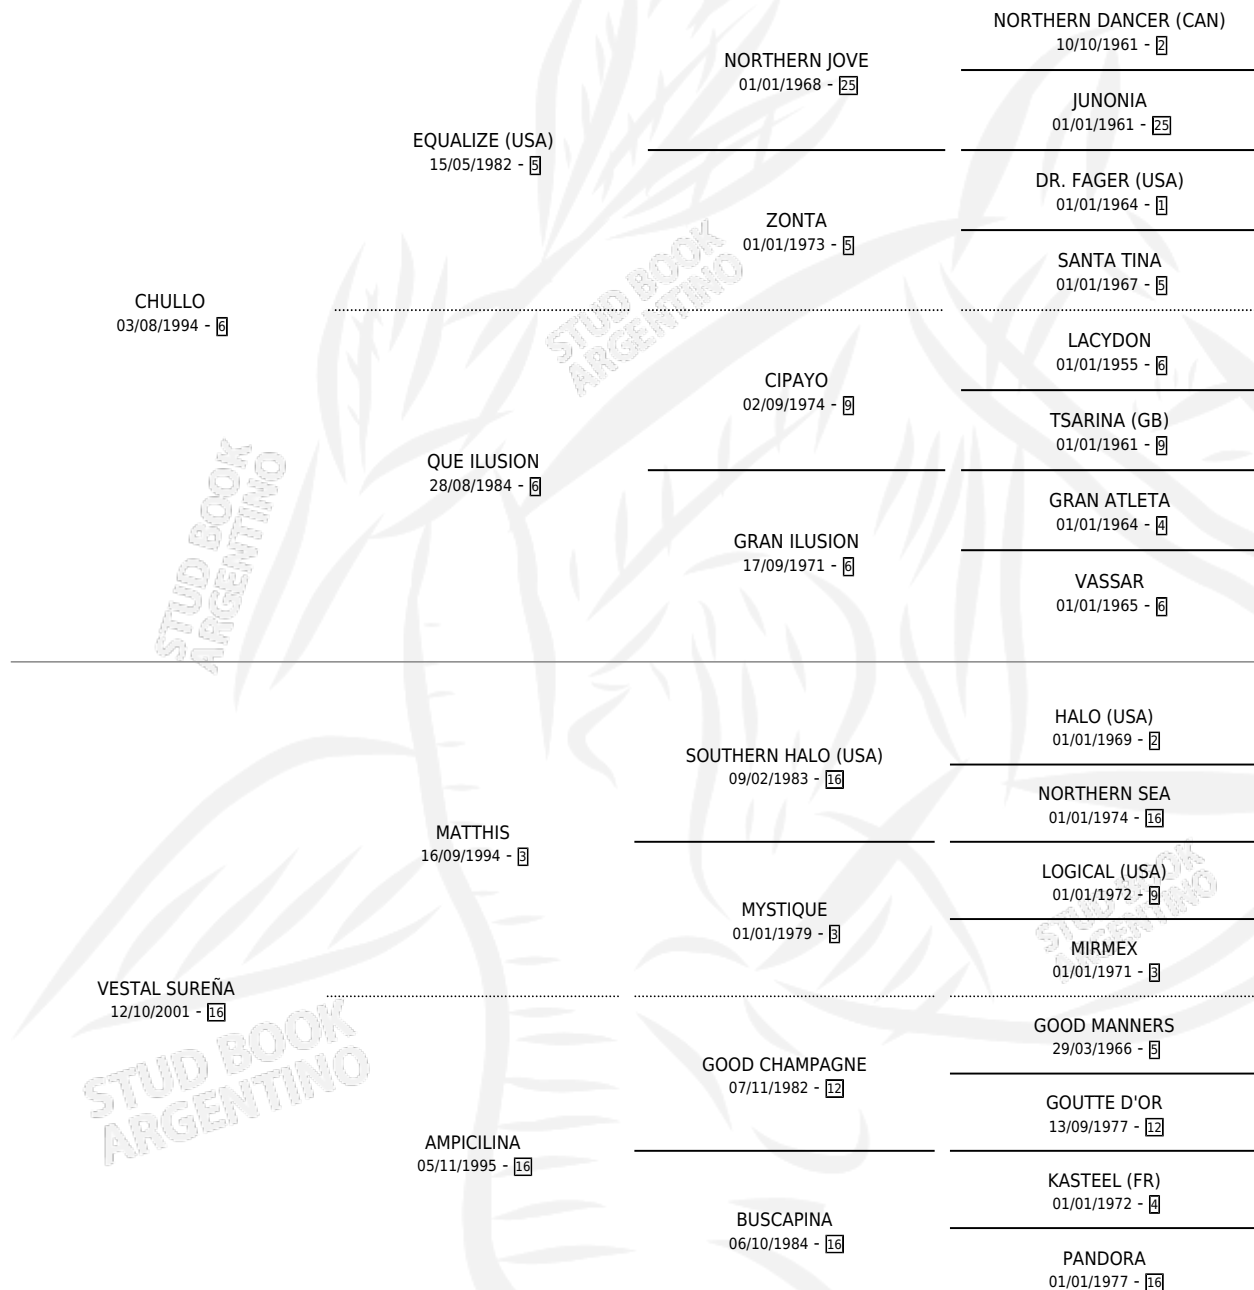 NORTHERN DANCER (CAN)
10/10/1961 - 2
NORTHERN JOVE
01/01/1968 - 25
JUNONIA
01/01/1961 - 25
EQUALIZE (USA)
15/05/1982 - 5
DR. FAGER (USA)
01/01/1964 - 1
ZONTA
01/01/1973 - 5
SANTA TINA
01/01/1967 - 5
CHULLO
03/08/1994 - 6
LACYDON
01/01/1955 - 6
CIPAYO
02/09/1974 - 9
TSARINA (GB)
01/01/1961 - 9
QUE ILUSION
28/08/1984 - 6
GRAN ATLETA
01/01/1964 - 4
GRAN ILUSION
17/09/1971 - 6
VASSAR
01/01/1965 - 6
HALO (USA)
01/01/1969 - 2
SOUTHERN HALO (USA)
09/02/1983 - 16
NORTHERN SEA
01/01/1974 - 16
MATTHIS
16/09/1994 - 3
LOGICAL (USA)
01/01/1972 - 9
MYSTIQUE
01/01/1979 - 3
MIRMEX
01/01/1971 - 3
VESTAL SUREÑA
12/10/2001 - 16
GOOD MANNERS
29/03/1966 - 5
GOOD CHAMPAGNE
07/11/1982 - 12
GOUTTE D'OR
13/09/1977 - 12
AMPICILINA
05/11/1995 - 16
KASTEEL (FR)
01/01/1972 - 4
BUSCAPINA
06/10/1984 - 16
PANDORA
01/01/1977 - 16
STUD BOOK
ARGENTINO
STUD BOOK
ARGENTINO
STUD BOOK
ARGENTINO
STUD BOOK
ARGENTINO